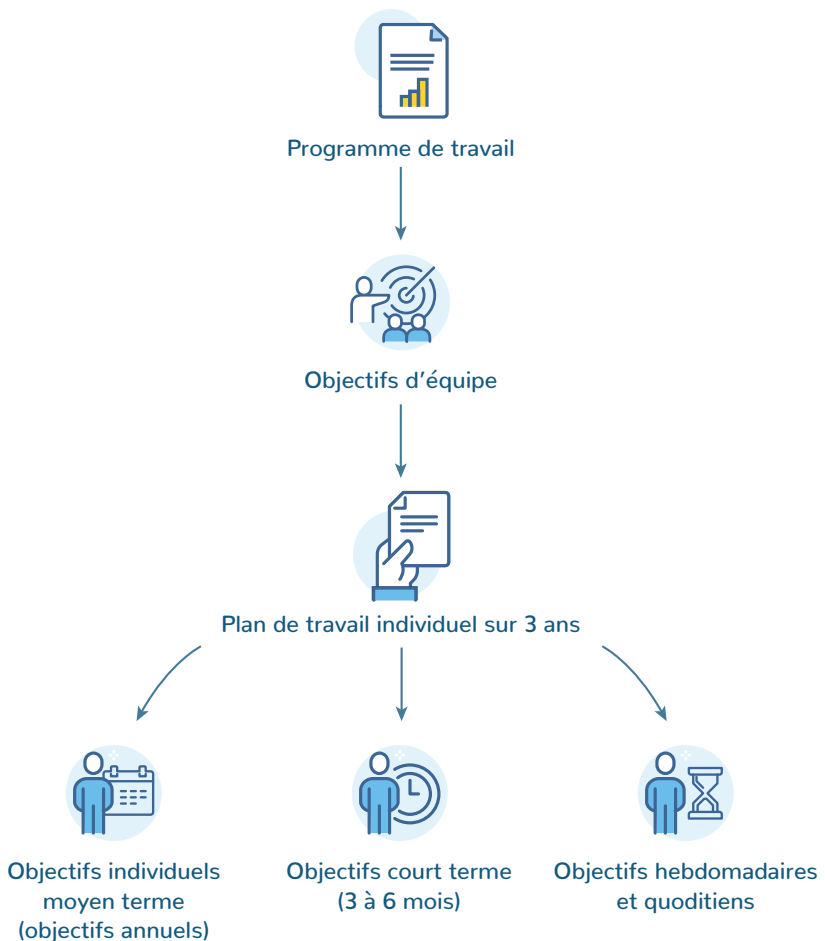 Programme de travail
Objectifs d’équipe
Plan de travail individuel sur 3 ans
Objectifs individuels
moyen terme
(objectifs annuels)
Objectifs court terme
(3 à 6 mois)
Objectifs hebdomadaires
et quoditiens